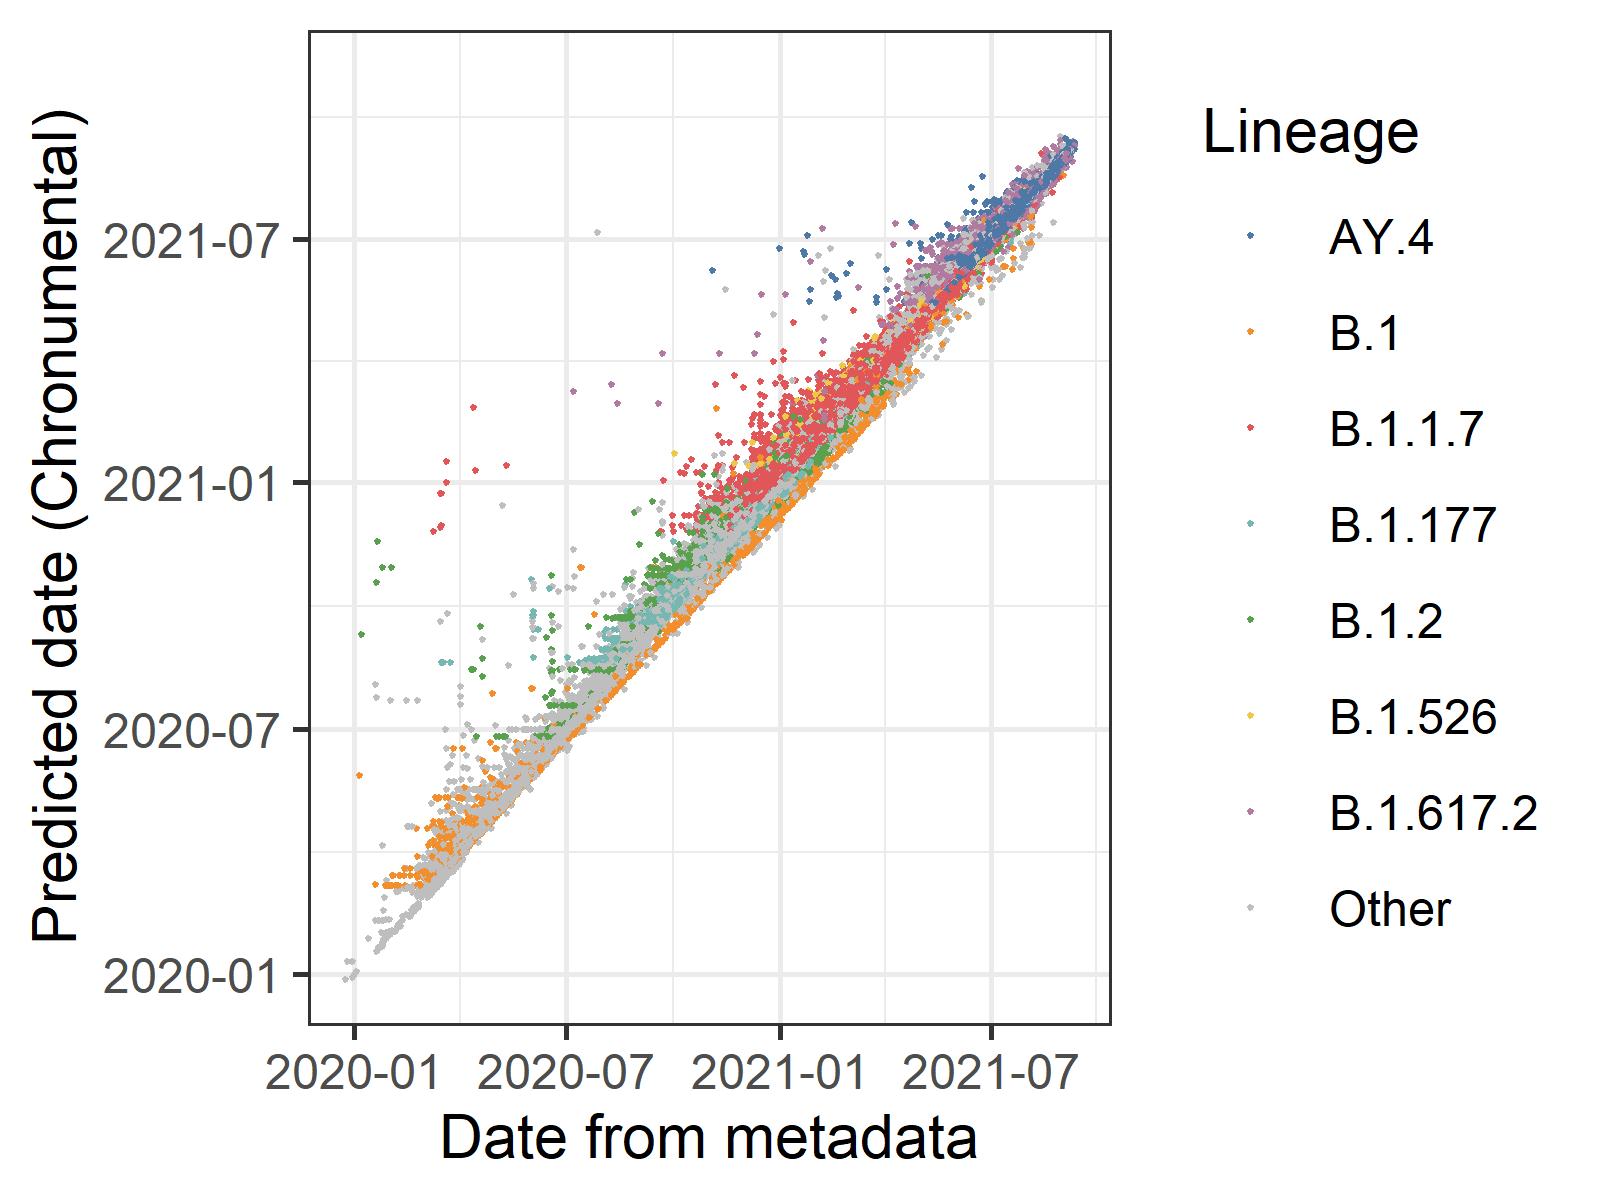 Predicted date (Chronumental)
2021-07
2021-01
2020-07
2020-01
2020-01 2020-07 2021-01 2021-07
Date from metadata
Lineage
AY.4
B.1
B.1.1.7
B.1.177
B.1.2
B.1.526
B.1.617.2
Other